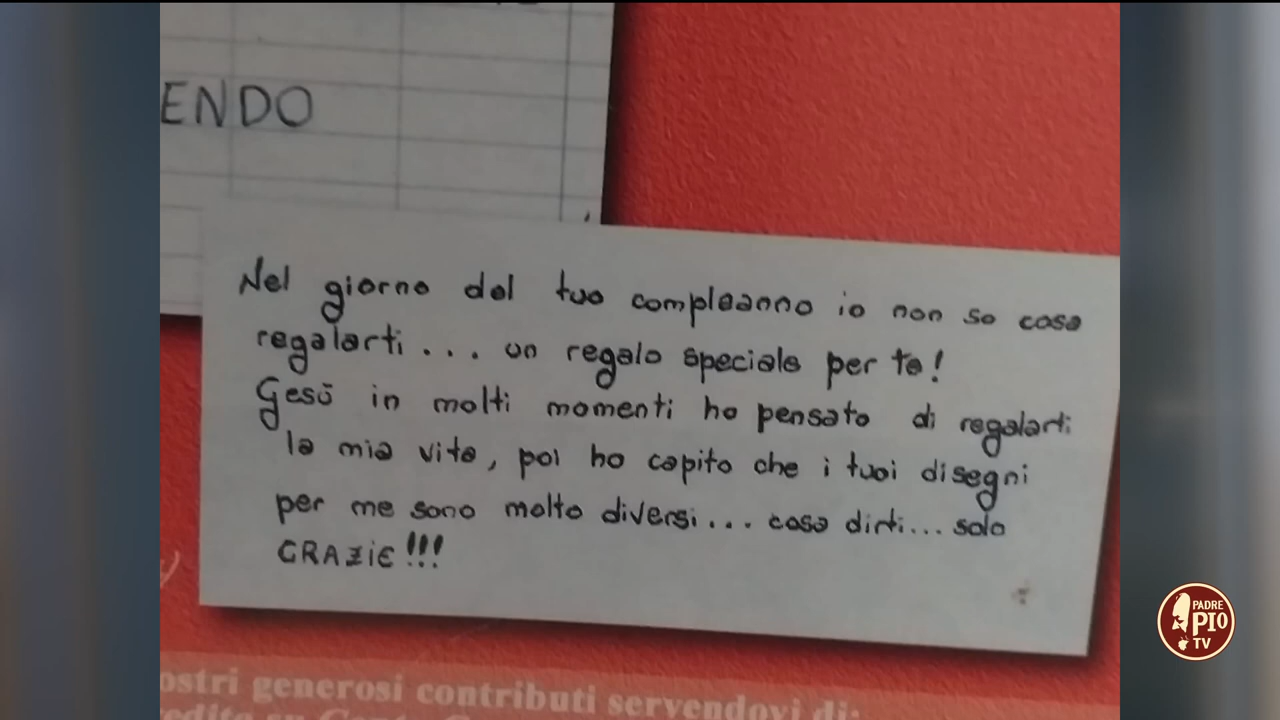 ENDO
Nel giorno del tuo compleanno io non so cosa
regalarti... un regalo speciale per te!
Gesù in molti momenti ho pensato di regalarti
la mia vita, poi ho capito che i tuoi disegni
per me sono molto diversi... cosa dirti... solo
GRAZIE!!!
ostri generosi contributi servendovi di:
PADRE
PIO
TV